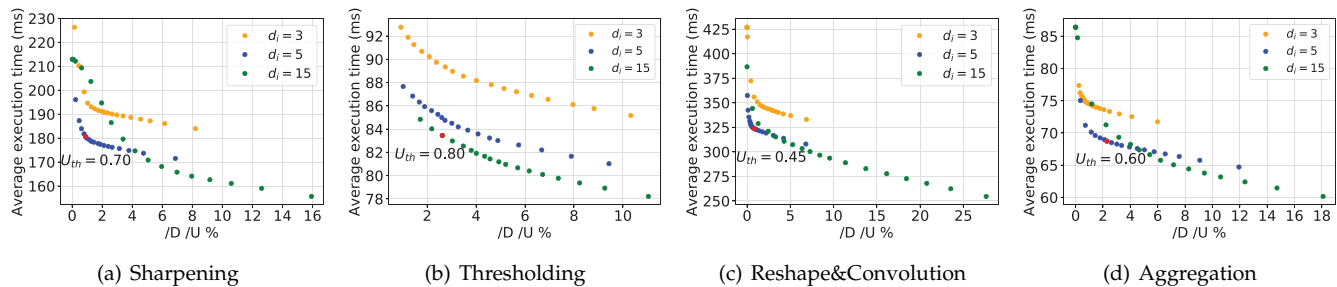 Average execution time (ms)
230
220
210
200
190
180
170
160
d_i = 3
d_i = 5
d_i = 15
U_th = 0.70
0 2 4 6 8 10 12 14 16
/D /U %
(a) Sharpening
Average execution time (ms)
92
90
88
86
84
82
80
78
d_i = 3
d_i = 5
d_i = 15
U_th = 0.80
2 4 6 8 10
/D /U %
(b) Thresholding
Average execution time (ms)
425
400
375
350
325
300
275
250
d_i = 3
d_i = 5
d_i = 15
U_th = 0.45
0 5 10 15 20 25
/D /U %
(c) Reshape&Convolution
Average execution time (ms)
85
80
75
70
65
60
d_i = 3
d_i = 5
d_i = 15
U_th = 0.60
0 2 4 6 8 10 12 14 16 18
/D /U %
(d) Aggregation